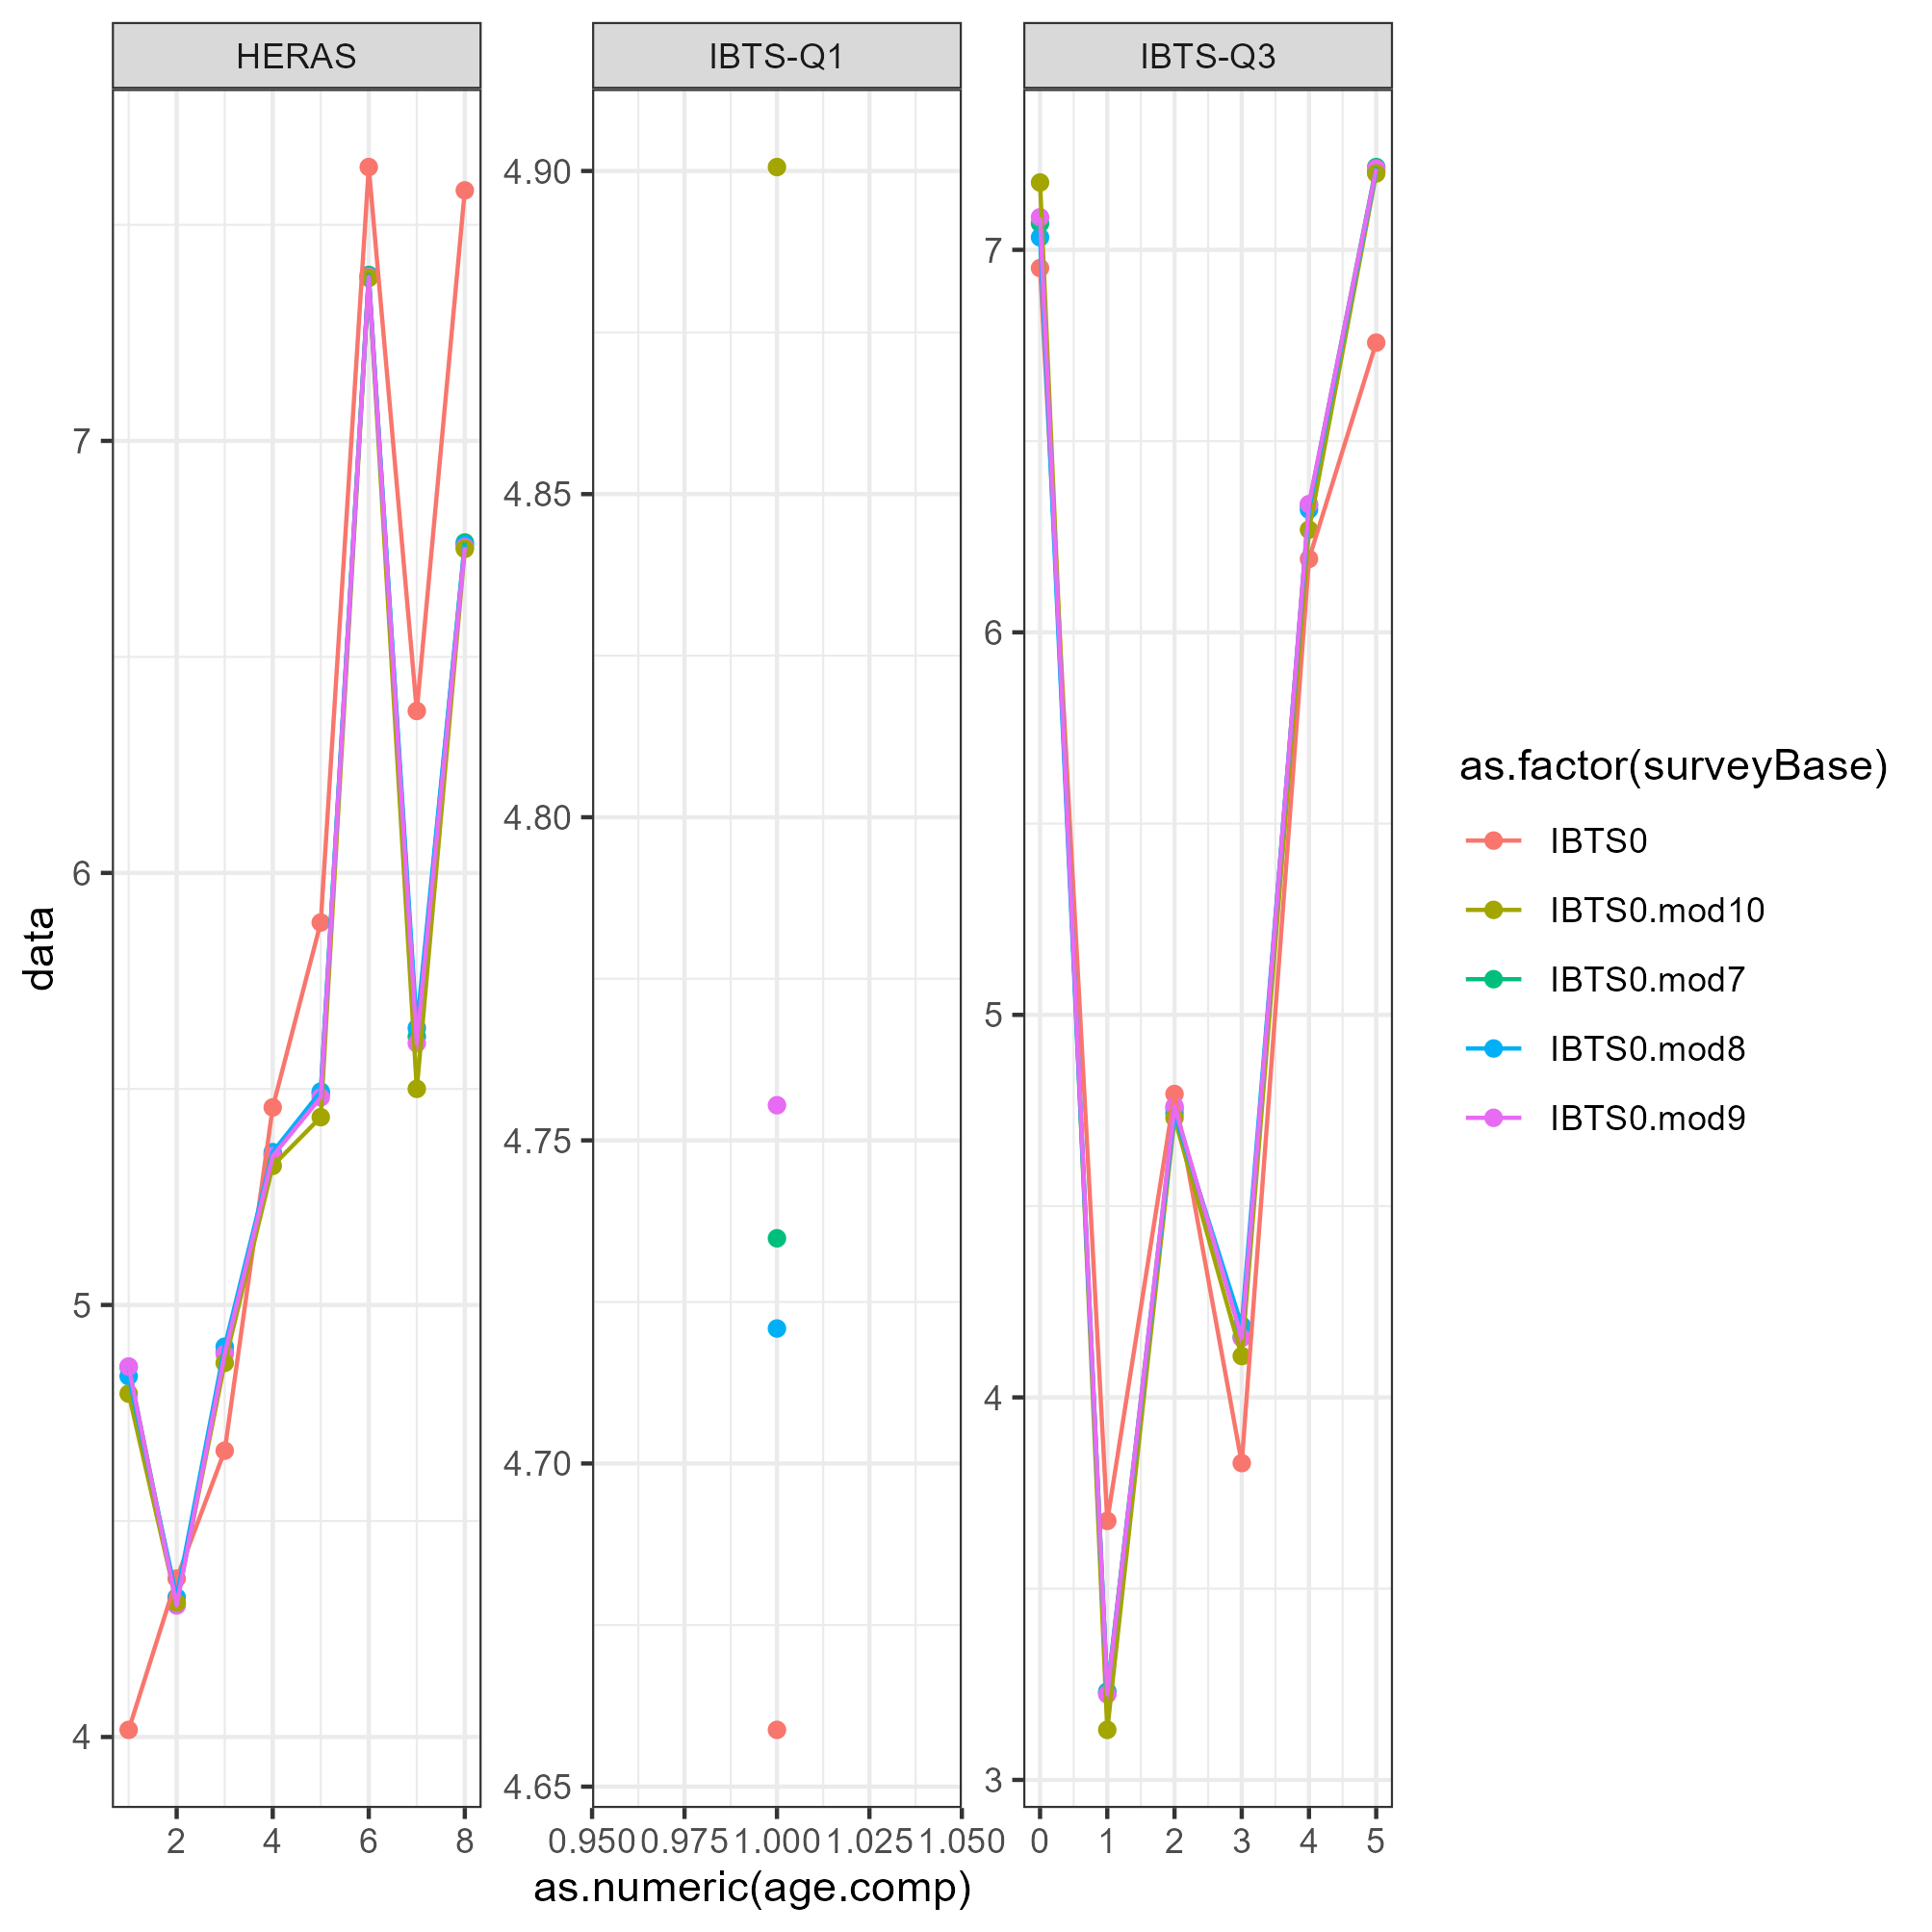 HERAS IBTS-Q1 IBTS-Q3
data
7
6
5
4
4.90
4.85
4.80
4.75
4.70
4.65
7
6
5
4
3
2 4 6 8
0.950 0.975 1.000 1.025 1.050
0 1 2 3 4 5
as.numeric(age.comp)
as.factor(surveyBase)
IBTS0
IBTS0.mod10
IBTS0.mod7
IBTS0.mod8
IBTS0.mod9